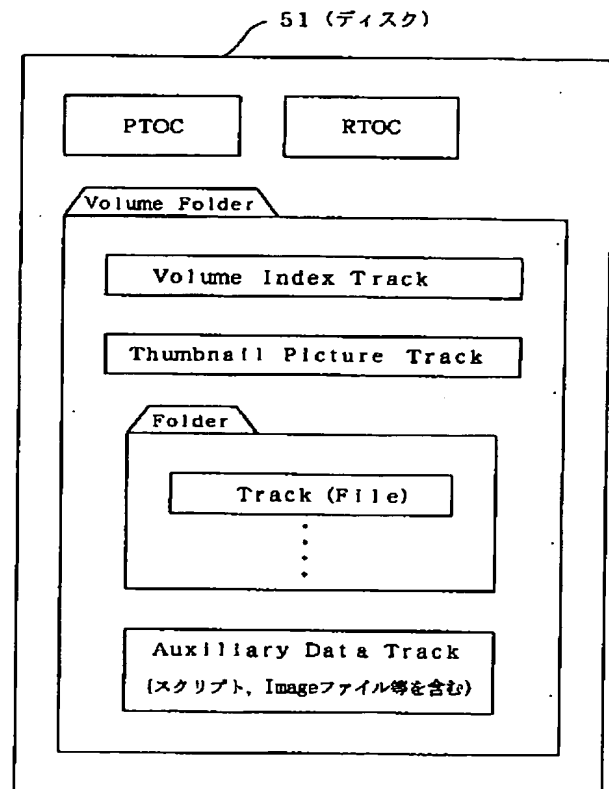 51 (ディスク)
PTOC
RTOC
Volume Folder
Volume Index Track
Thumbnail Picture Track
Folder
Track (File)
Auxiliary Data Track
(スクリプト, Imageファイル等を含む)